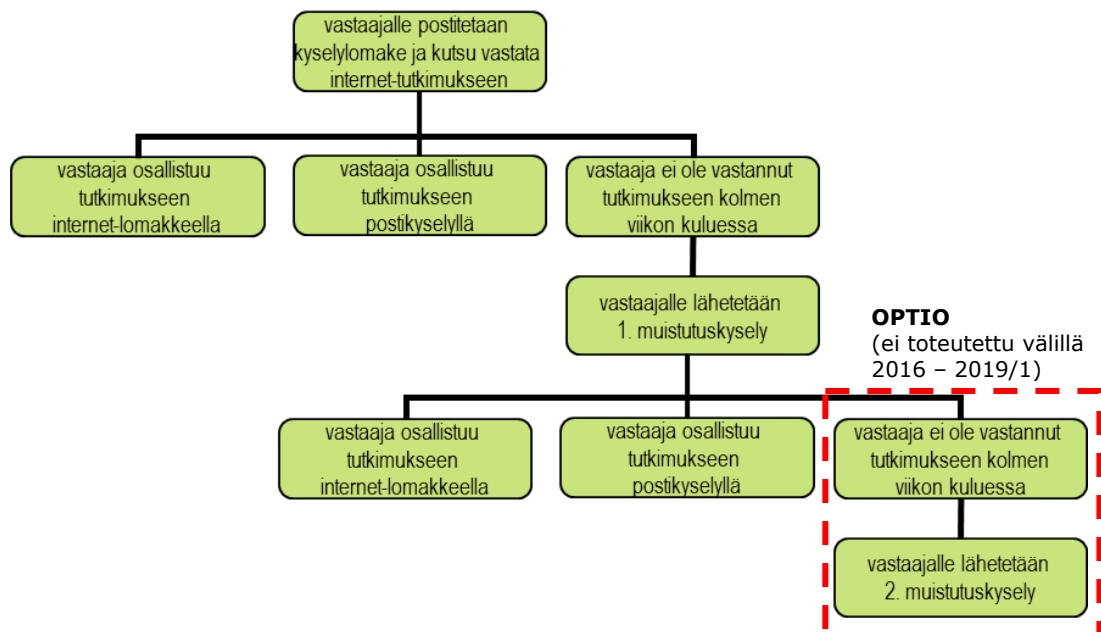 vastaajalle postitetaan
kyselylomake ja kutsu vastata
internet-tutkimukseen
vastaaja osallistuu
tutkimukseen
internet-lomakkeella
vastaaja osallistuu
tutkimukseen
postikyselyllä
vastaaja ei ole vastannut
tutkimukseen kolmen
viikon kuluessa
vastaajalle lähetetään
1. muistutuskysely
OPTIO
(ei toteutettu välillä
2016 – 2019/1)
vastaaja osallistuu
tutkimukseen
internet-lomakkeella
vastaaja osallistuu
tutkimukseen
postikyselyllä
vastaaja ei ole vastannut
tutkimukseen kolmen
viikon kuluessa
vastaajalle lähetetään
2. muistutuskysely